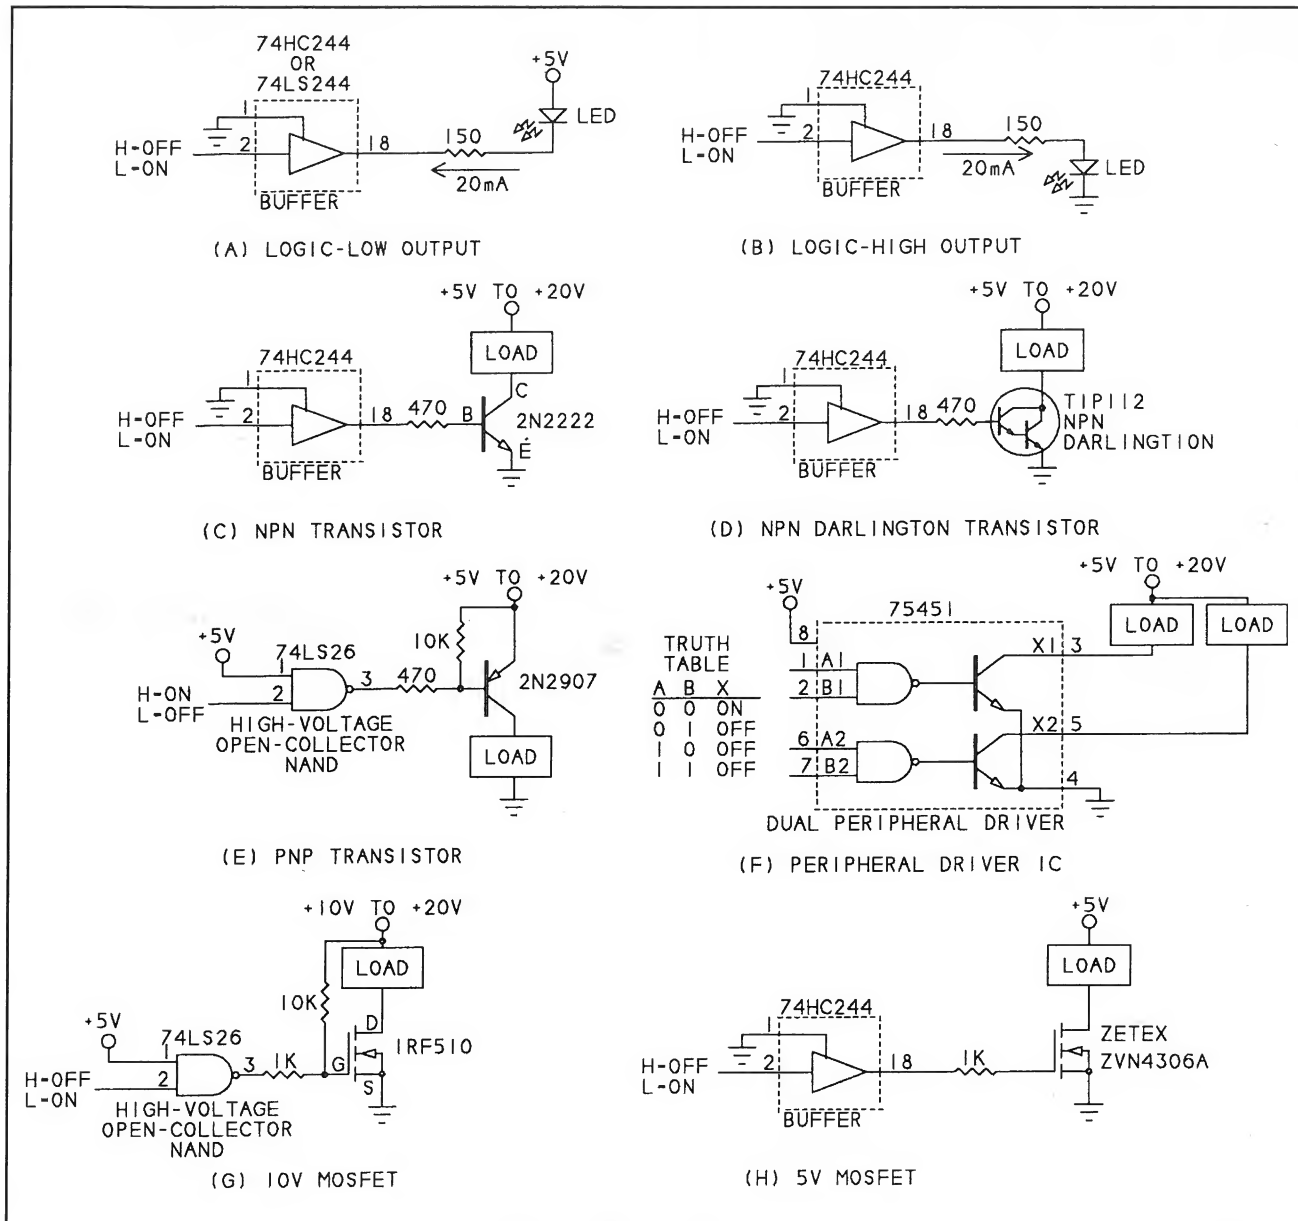 74HC244
OR
74LS244
1
H-OFF
L-ON
2
18
150
20mA
+5V
LED
BUFFER
(A) LOGIC-LOW OUTPUT
74HC244
1
H-OFF
L-ON
2
18
150
20mA
LED
BUFFER
(B) LOGIC-HIGH OUTPUT
+5V TO +20V
LOAD
74HC244
1
H-OFF
L-ON
2
18
470
B
C
E
2N2222
BUFFER
(C) NPN TRANSISTOR
+5V TO +20V
LOAD
74HC244
1
H-OFF
L-ON
2
18
470
TIP112
NPN
DARLINGTION
BUFFER
(D) NPN DARLINGTON TRANSISTOR
+5V TO +20V
10K
+5V
1
74LS26
H-ON
L-OFF
2
3
470
2N2907
HIGH-VOLTAGE
OPEN-COLLECTOR
NAND
LOAD
(E) PNP TRANSISTOR
+5V TO +20V
LOAD
LOAD
+5V
75451
8
TRUTH
TABLE
A B X
0 0 ON
0 1 OFF
1 0 OFF
1 1 OFF
1 A1
2 B1
6 A2
7 B2
X1 3
X2 5
4
DUAL PERIPHERAL DRIVER
(F) PERIPHERAL DRIVER IC
+10V TO +20V
LOAD
10K
+5V
1
74LS26
H-OFF
L-ON
2
3
1K
G
D
S
IRF510
HIGH-VOLTAGE
OPEN-COLLECTOR
NAND
(G) 10V MOSFET
+5V
LOAD
74HC244
1
H-OFF
L-ON
2
18
1K
ZETEX
ZVN4306A
BUFFER
(H) 5V MOSFET